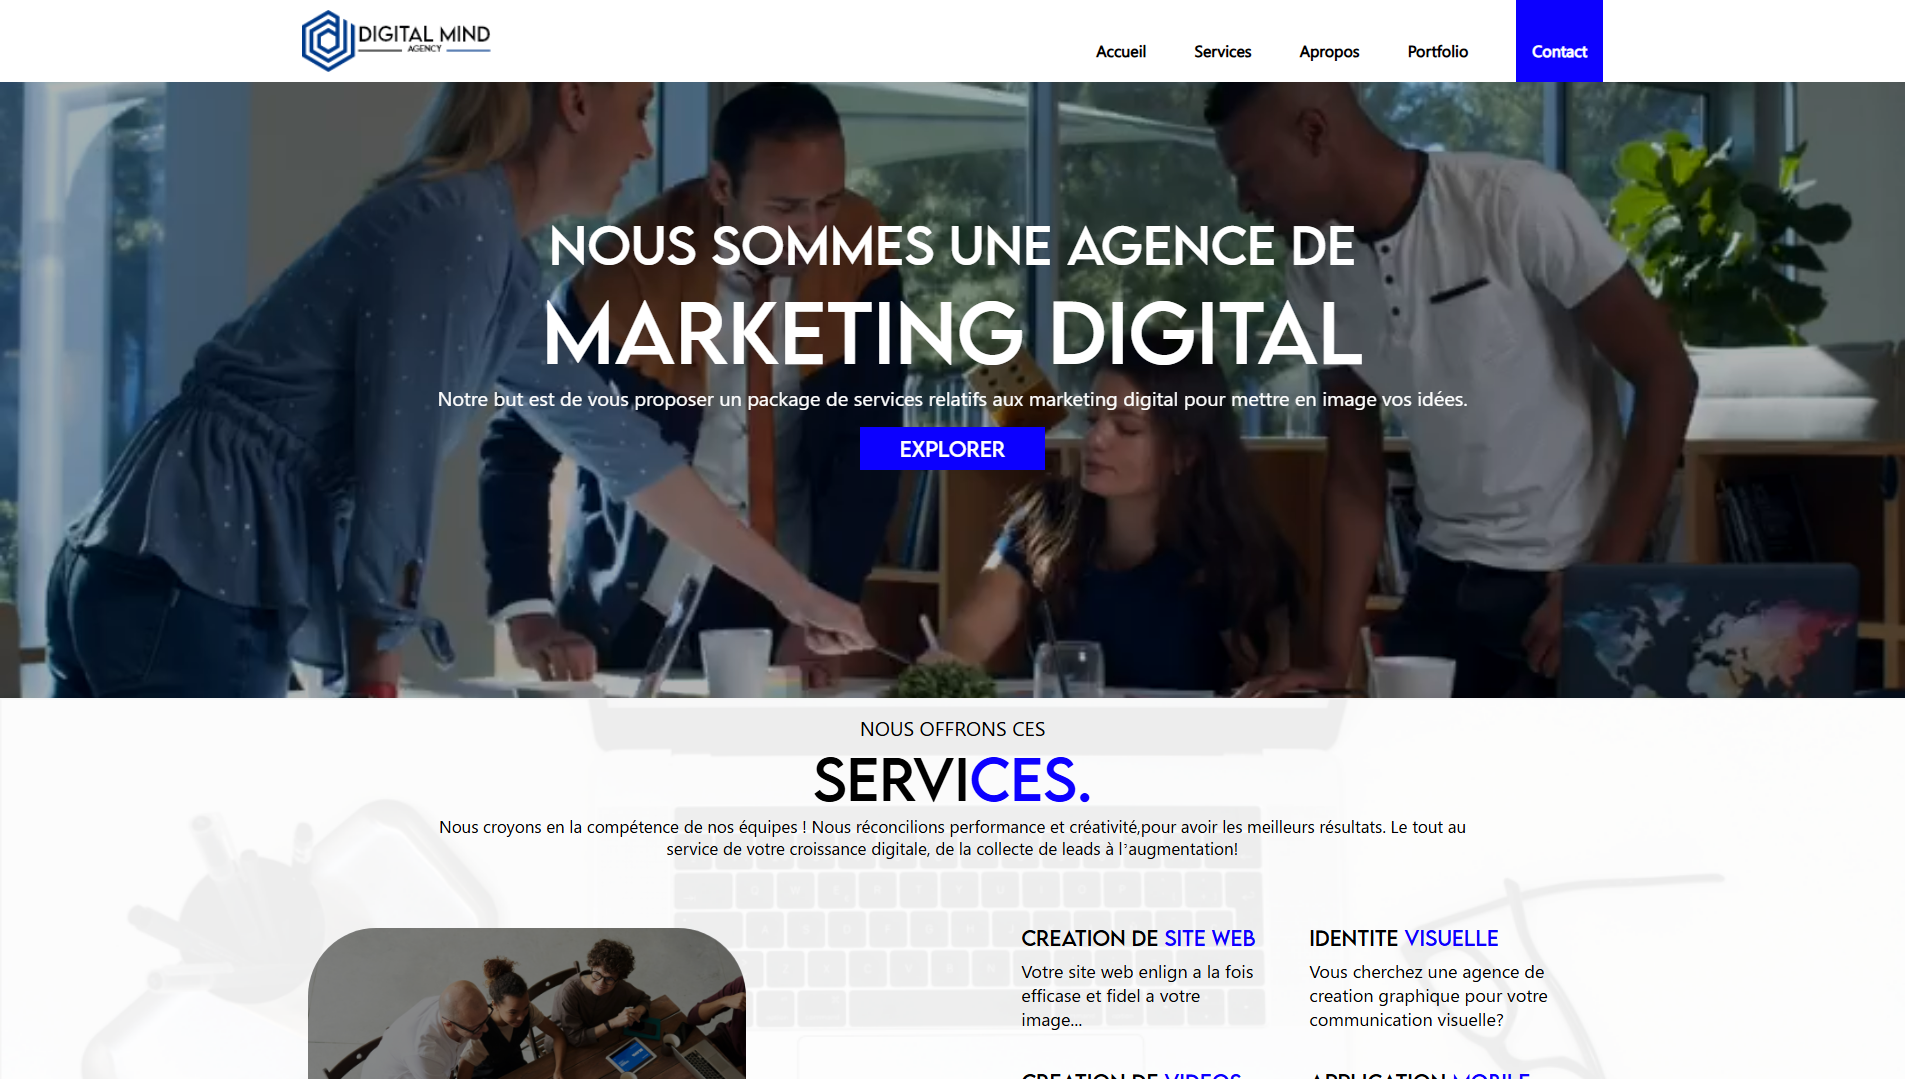 DIGITAL MIND
AGENCY
Accueil
Services
Apropos
Portfolio
Contact
NOUS SOMMES UNE AGENCE DE
MARKETING DIGITAL
Notre but est de vous proposer un package de services relatifs aux marketing digital pour mettre en image vos idées.
EXPLORER
NOUS OFFRONS CES
SERVICES.
Nous croyons en la compétence de nos équipes ! Nous réconcilions performance et créativité,pour avoir les meilleurs résultats. Le tout au
service de votre croissance digitale, de la collecte de leads à l’augmentation!
CREATION DE SITE WEB
Votre site web enlign a la fois
efficase et fidel a votre
image...
IDENTITE VISUELLE
Vous cherchez une agence de
creation graphique pour votre
communication visuelle?
CREATION DE VIDEOS
APPLICATION MOBILE